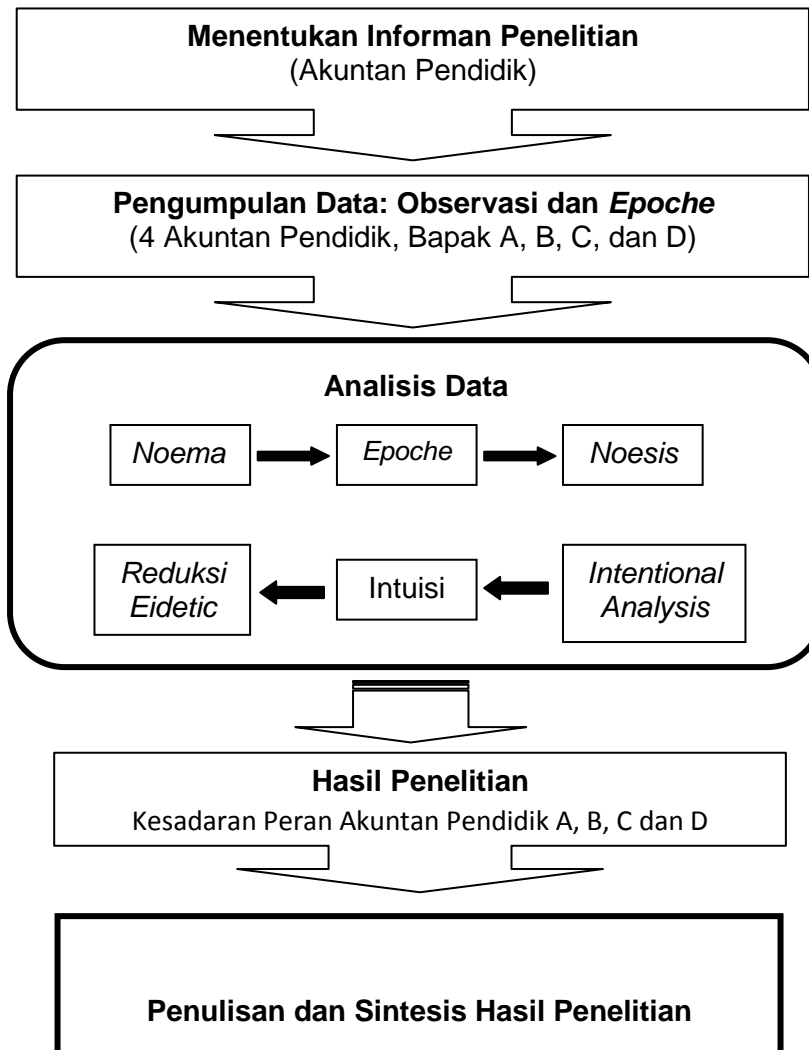 Menentukan Informan Penelitian
(Akuntan Pendidik)
Pengumpulan Data: Observasi dan Epoche
(4 Akuntan Pendidik, Bapak A, B, C, dan D)
Analisis Data
Noema
Epoche
Noesis
Reduksi
Eidetic
Intuisi
Intentional
Analysis
Hasil Penelitian
Kesadaran Peran Akuntan Pendidik A, B, C dan D
Penulisan dan Sintesis Hasil Penelitian